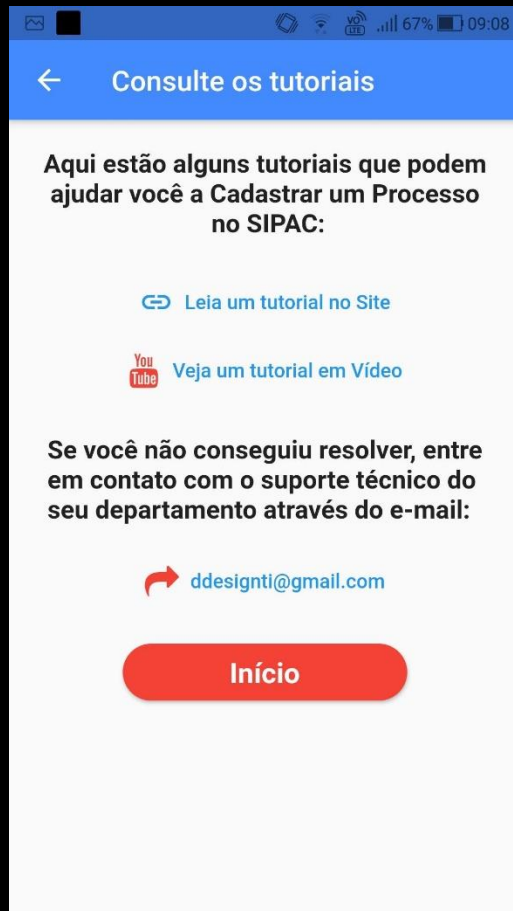 VO))
LTE
67%
09:08
Consulte os tutoriais
Aqui estão alguns tutoriais que podem
ajudar você a Cadastrar um Processo
no SIPAC:
Leia um tutorial no Site
You
Tube
Veja um tutorial em Vídeo
Se você não conseguiu resolver, entre
em contato com o suporte técnico do
seu departamento através do e-mail:
ddesignti@gmail.com
Início